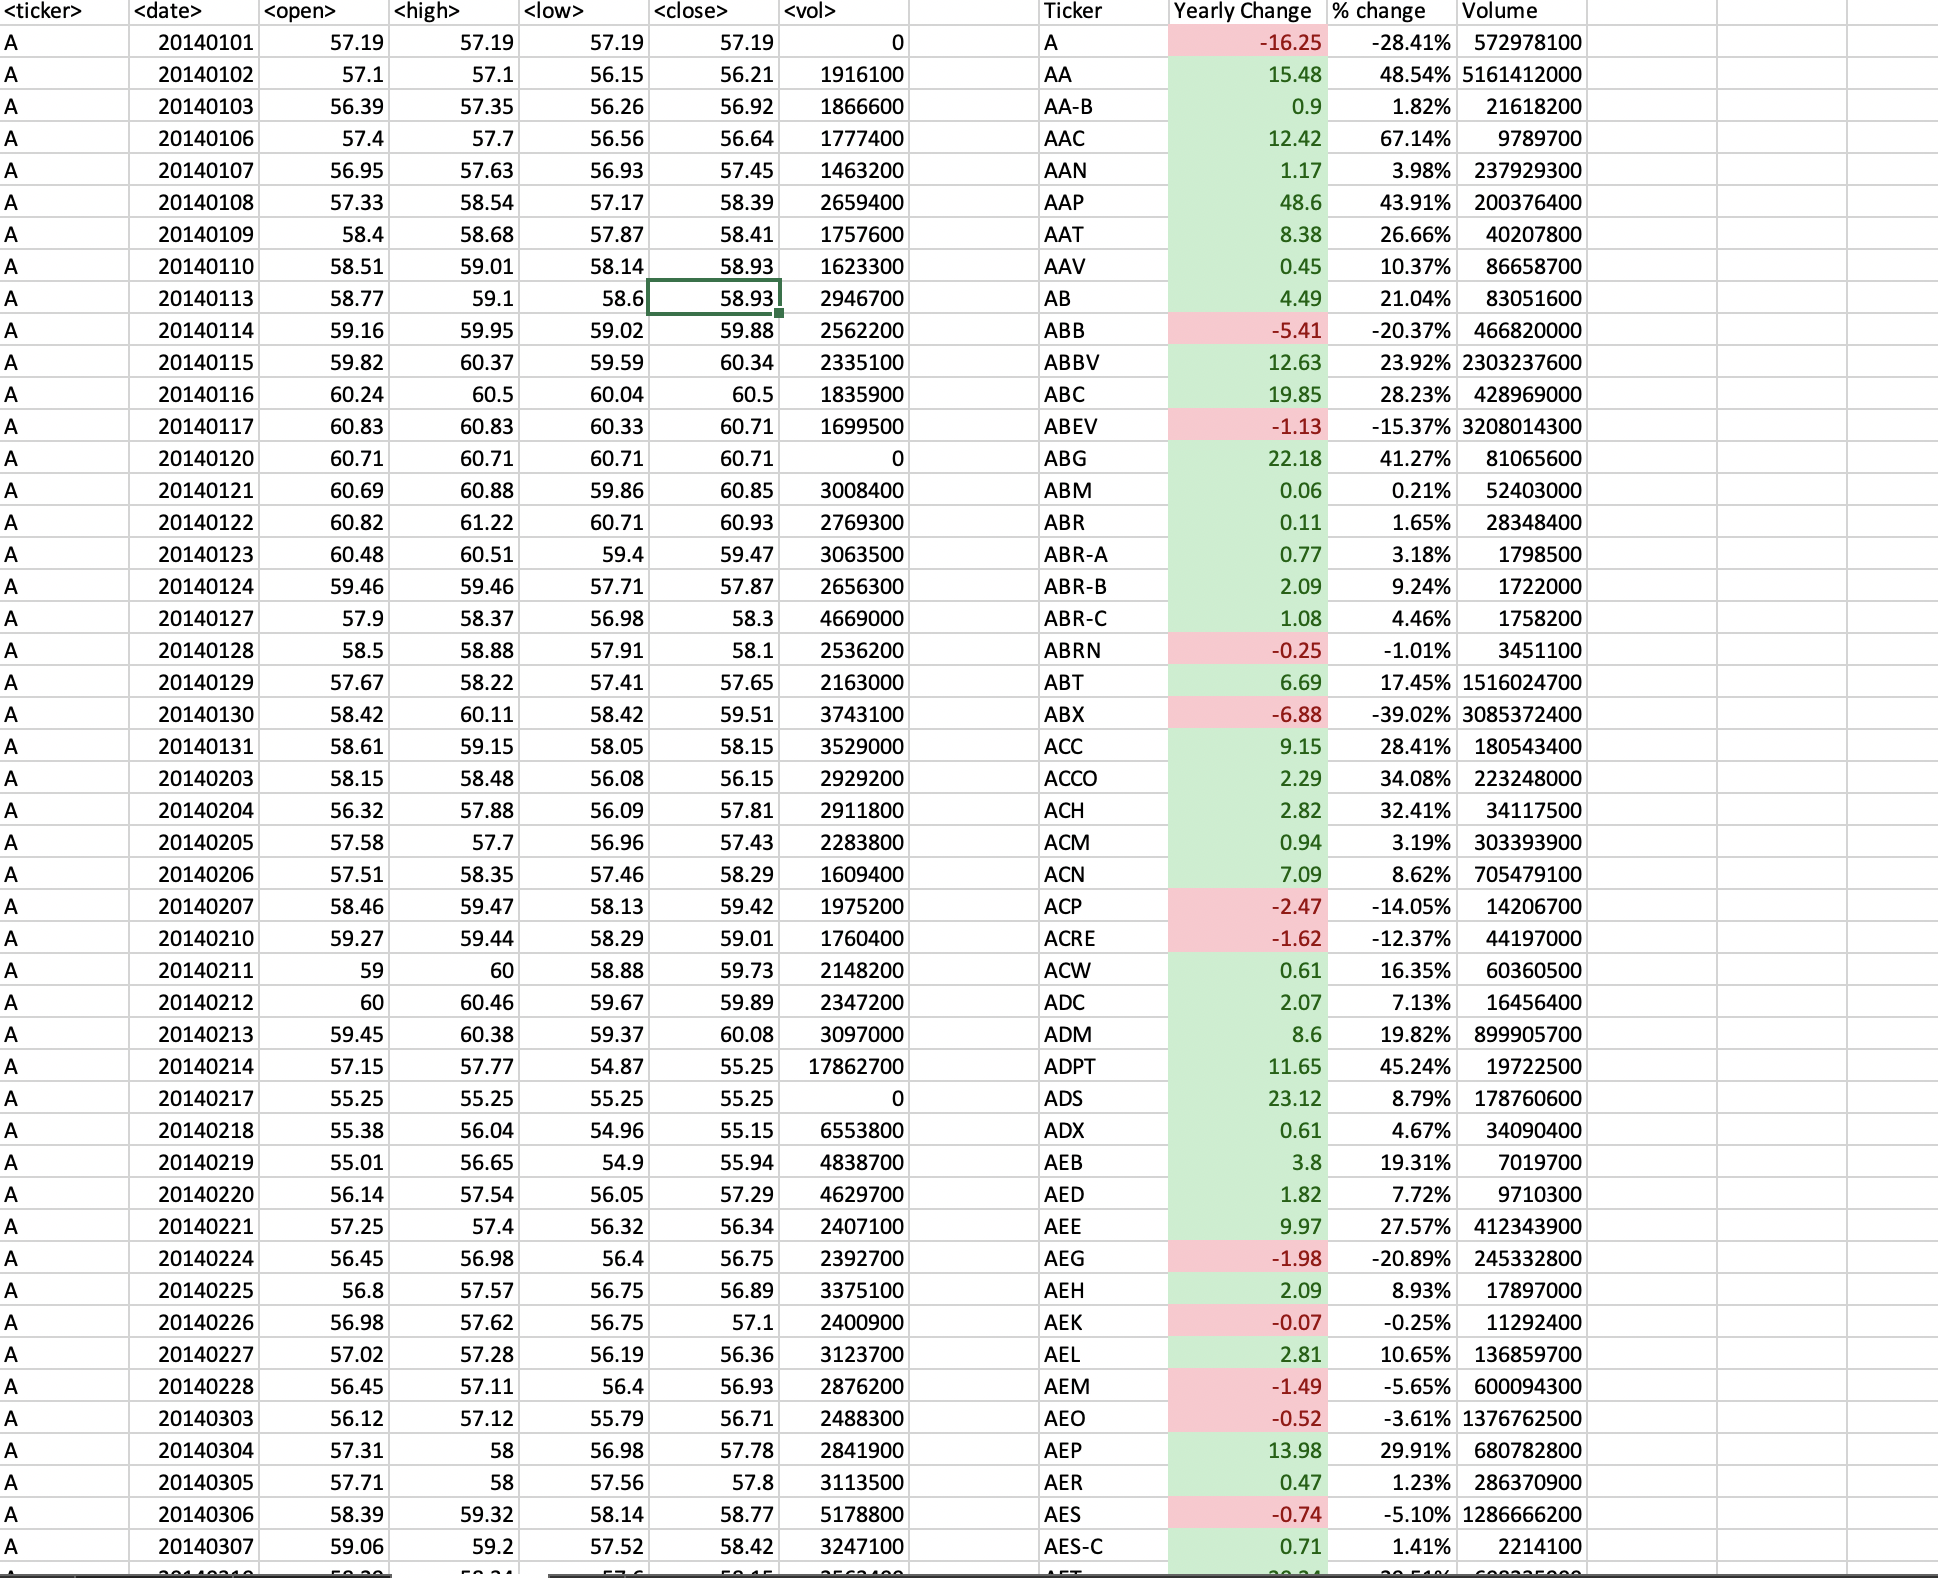 <ticker> <date> <open> <high> <low> <close> <vol> Ticker Yearly Change % change Volume
A 20140101 57.19 57.19 57.19 57.19 0 A -16.25 -28.41% 572978100
A 20140102 57.1 57.1 56.15 56.21 1916100 AA 15.48 48.54% 5161412000
A 20140103 56.39 57.35 56.26 56.92 1866600 AA-B 0.9 1.82% 21618200
A 20140106 57.4 57.7 56.56 56.64 1777400 AAC 12.42 67.14% 9789700
A 20140107 56.95 57.63 56.93 57.45 1463200 AAN 1.17 3.98% 237929300
A 20140108 57.33 58.54 57.17 58.39 2659400 AAP 48.6 43.91% 200376400
A 20140109 58.4 58.68 57.87 58.41 1757600 AAT 8.38 26.66% 40207800
A 20140110 58.51 59.01 58.14 58.93 1623300 AAV 0.45 10.37% 86658700
A 20140113 58.77 59.1 58.6 58.93 2946700 AB 4.49 21.04% 83051600
A 20140114 59.16 59.95 59.02 59.88 2562200 ABB -5.41 -20.37% 466820000
A 20140115 59.82 60.37 59.59 60.34 2335100 ABBV 12.63 23.92% 2303237600
A 20140116 60.24 60.5 60.04 60.5 1835900 ABC 19.85 28.23% 428969000
A 20140117 60.83 60.83 60.33 60.71 1699500 ABEV -1.13 -15.37% 3208014300
A 20140120 60.71 60.71 60.71 60.71 0 ABG 22.18 41.27% 81065600
A 20140121 60.69 60.88 59.86 60.85 3008400 ABM 0.06 0.21% 52403000
A 20140122 60.82 61.22 60.71 60.93 2769300 ABR 0.11 1.65% 28348400
A 20140123 60.48 60.51 59.4 59.47 3063500 ABR-A 0.77 3.18% 1798500
A 20140124 59.46 59.46 57.71 57.87 2656300 ABR-B 2.09 9.24% 1722000
A 20140127 57.9 58.37 56.98 58.3 4669000 ABR-C 1.08 4.46% 1758200
A 20140128 58.5 58.88 57.91 58.1 2536200 ABRN -0.25 -1.01% 3451100
A 20140129 57.67 58.22 57.41 57.65 2163000 ABT 6.69 17.45% 1516024700
A 20140130 58.42 60.11 58.42 59.51 3743100 ABX -6.88 -39.02% 3085372400
A 20140131 58.61 59.15 58.05 58.15 3529000 ACC 9.15 28.41% 180543400
A 20140203 58.15 58.48 56.08 56.15 2929200 ACCO 2.29 34.08% 223248000
A 20140204 56.32 57.88 56.09 57.81 2911800 ACH 2.82 32.41% 34117500
A 20140205 57.58 57.7 56.96 57.43 2283800 ACM 0.94 3.19% 303393900
A 20140206 57.51 58.35 57.46 58.29 1609400 ACN 7.09 8.62% 705479100
A 20140207 58.46 59.47 58.13 59.42 1975200 ACP -2.47 -14.05% 14206700
A 20140210 59.27 59.44 58.29 59.01 1760400 ACRE -1.62 -12.37% 44197000
A 20140211 59 60 58.88 59.73 2148200 ACW 0.61 16.35% 60360500
A 20140212 60 60.46 59.67 59.89 2347200 ADC 2.07 7.13% 16456400
A 20140213 59.45 60.38 59.37 60.08 3097000 ADM 8.6 19.82% 899905700
A 20140214 57.15 57.77 54.87 55.25 17862700 ADPT 11.65 45.24% 19722500
A 20140217 55.25 55.25 55.25 55.25 0 ADS 23.12 8.79% 178760600
A 20140218 55.38 56.04 54.96 55.15 6553800 ADX 0.61 4.67% 34090400
A 20140219 55.01 56.65 54.9 55.94 4838700 AEB 3.8 19.31% 7019700
A 20140220 56.14 57.54 56.05 57.29 4629700 AED 1.82 7.72% 9710300
A 20140221 57.25 57.4 56.32 56.34 2407100 AEE 9.97 27.57% 412343900
A 20140224 56.45 56.98 56.4 56.75 2392700 AEG -1.98 -20.89% 245332800
A 20140225 56.8 57.57 56.75 56.89 3375100 AEH 2.09 8.93% 17897000
A 20140226 56.98 57.62 56.75 57.1 2400900 AEK -0.07 -0.25% 11292400
A 20140227 57.02 57.28 56.19 56.36 3123700 AEL 2.81 10.65% 136859700
A 20140228 56.45 57.11 56.4 56.93 2876200 AEM -1.49 -5.65% 600094300
A 20140303 56.12 57.12 55.79 56.71 2488300 AEO -0.52 -3.61% 1376762500
A 20140304 57.31 58 56.98 57.78 2841900 AEP 13.98 29.91% 680782800
A 20140305 57.71 58 57.56 57.8 3113500 AER 0.47 1.23% 286370900
A 20140306 58.39 59.32 58.14 58.77 5178800 AES -0.74 -5.10% 1286666200
A 20140307 59.06 59.2 57.52 58.42 3247100 AES-C 0.71 1.41% 2214100